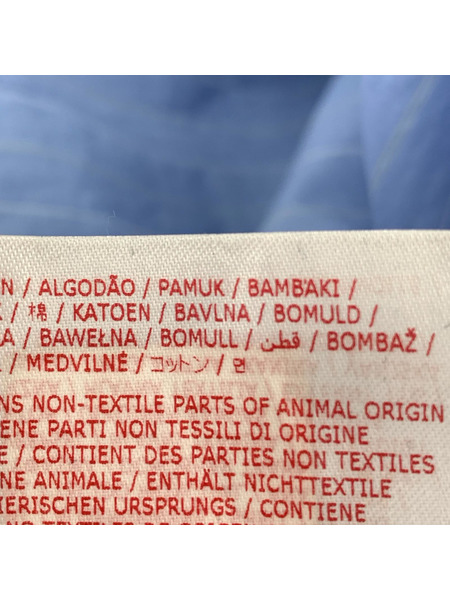 N / ALGODÃO / PAMUK / BAMBAKI /
/ 棉 / KATOEN / BAVLNA / BOMULD /
A / BAWEŁNA / BOMULL / قطن / BOMBAŽ /
/ MEDVILNĖ / コットン / 면
NS NON-TEXTILE PARTS OF ANIMAL ORIGIN
ENE PARTI NON TESSILI DI ORIGINE
E / CONTIENT DES PARTIES NON TEXTILES
NE ANIMALE / ENTHÄLT NICHTTEXTILE
IERISCHEN URSPRUNGS / CONTIENE